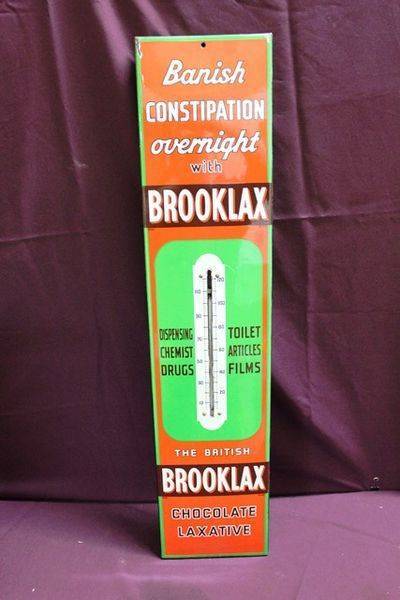 Banish
CONSTIPATION
overnight
with
BROOKLAX
DISPENSING
CHEMIST
DRUGS
TOILET
ARTICLES
FILMS
THE BRITISH
BROOKLAX
CHOCOLATE
LAXATIVE